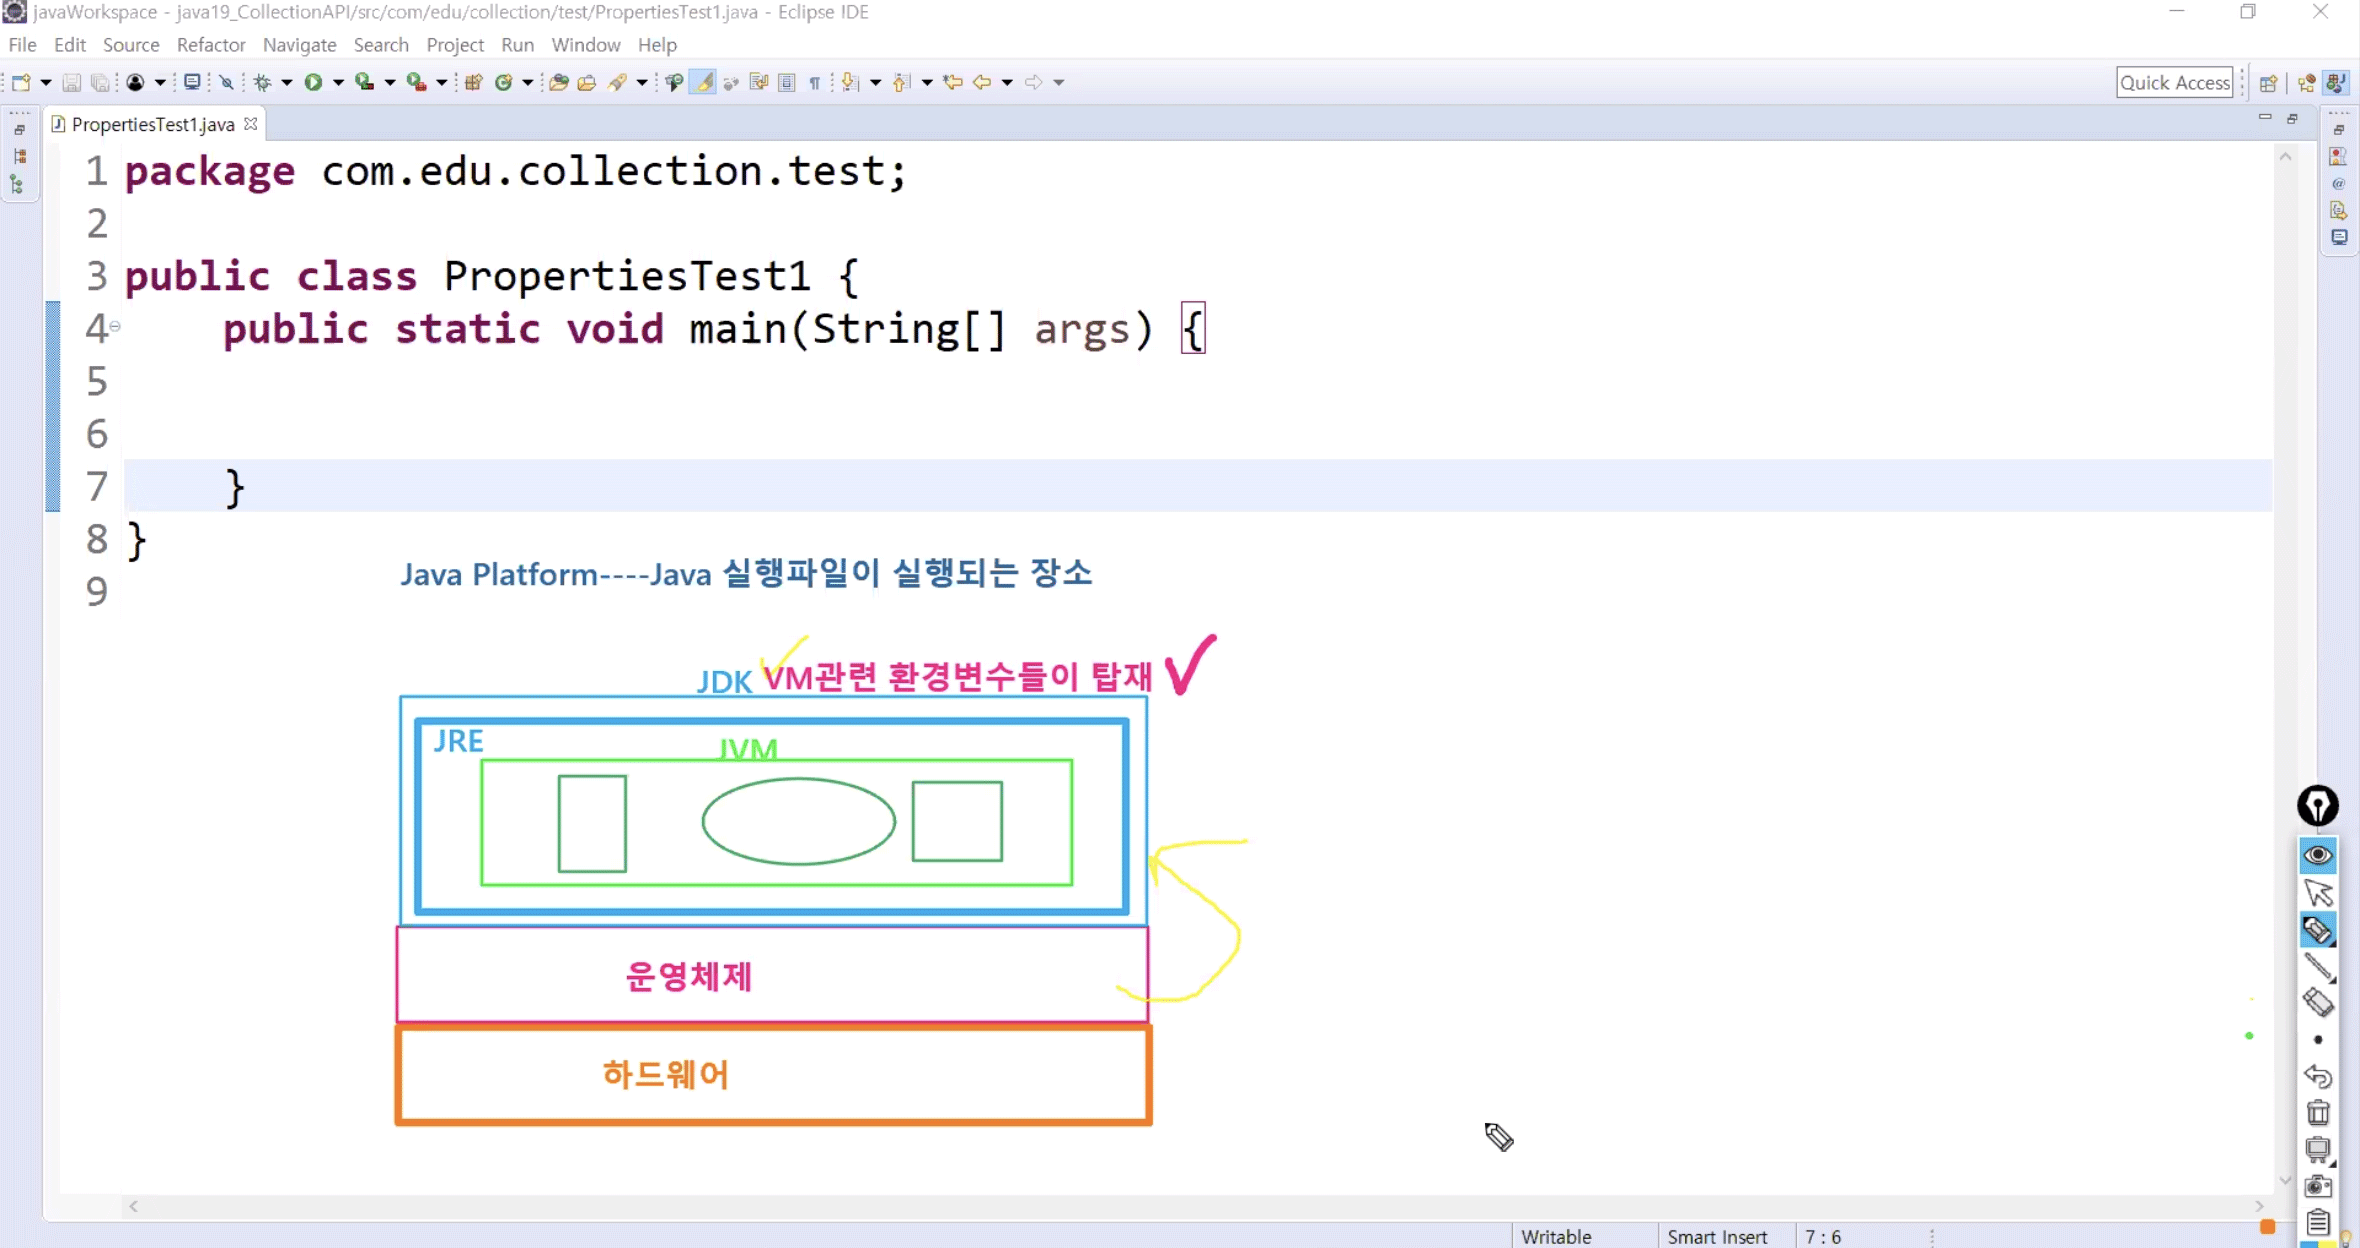 javaWorkspace - java19_CollectionAPI/src/com/edu/collection/test/PropertiesTest1.java - Eclipse IDE
File Edit Source Refactor Navigate Search Project Run Window Help
Quick Access
PropertiesTest1.java
1 package com.edu.collection.test;
2
3 public class PropertiesTest1 {
4 public static void main(String[] args) {
5
6
7 }
8 }
9
Java Platform----Java 실행파일이 실행되는 장소
JDK VM관련 환경변수들이 탑재
JRE
JVM
운영체제
하드웨어
Writable Smart Insert 7 : 6